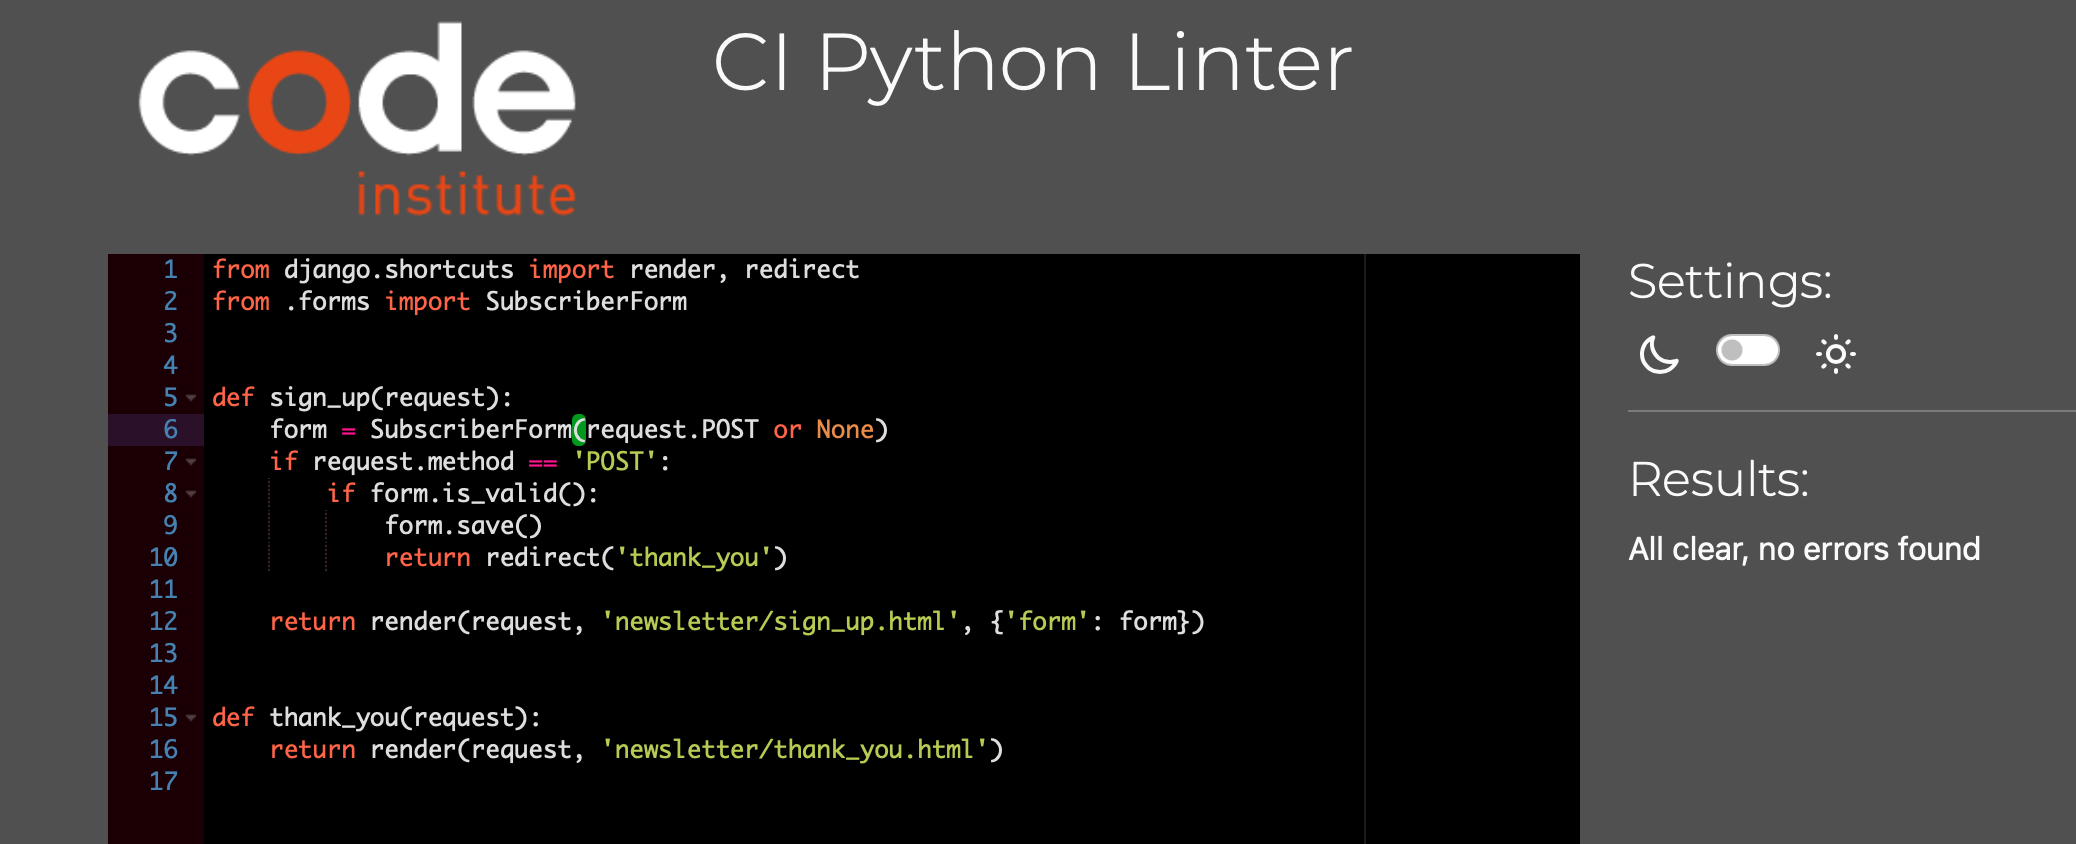 code
institute
CI Python Linter
1 from django.shortcuts import render, redirect
2 from .forms import SubscriberForm
3
4
5 def sign_up(request):
6     form = SubscriberForm(request.POST or None)
7     if request.method == 'POST':
8         if form.is_valid():
9             form.save()
10             return redirect('thank_you')
11
12     return render(request, 'newsletter/sign_up.html', {'form': form})
13
14
15 def thank_you(request):
16     return render(request, 'newsletter/thank_you.html')
17
Settings:
Results:
All clear, no errors found